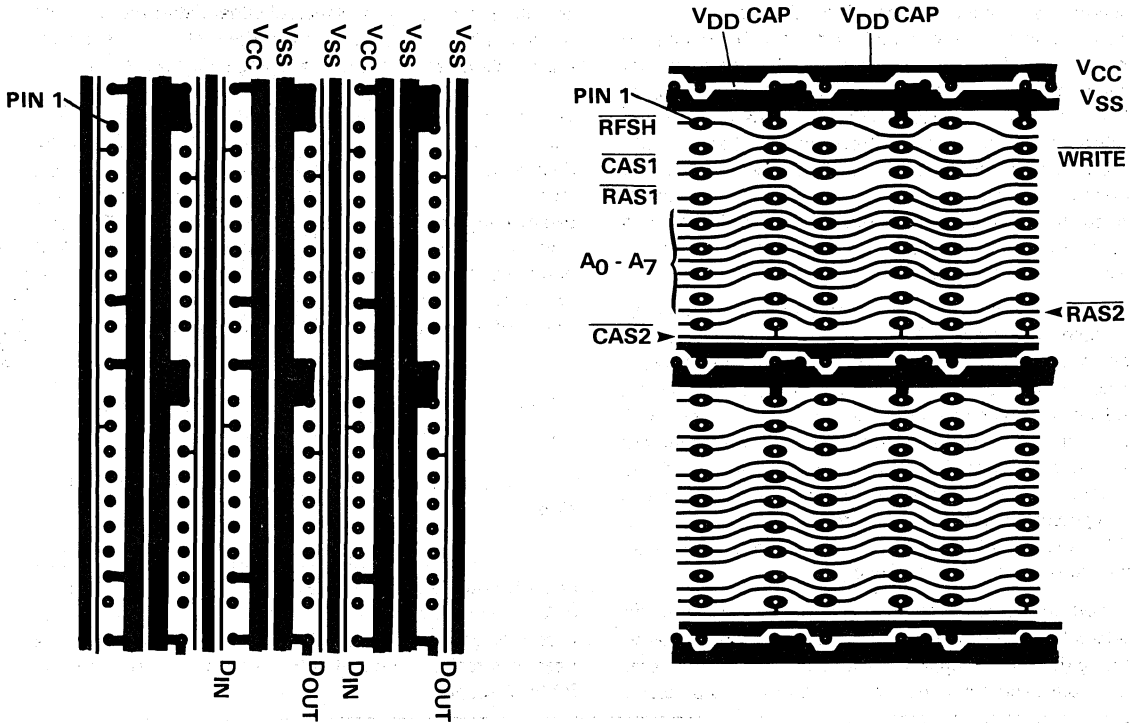 VCC
VSS
VSS
VCC
VSS
VSS
PIN 1
DIN
DOUT
DIN
DOUT
VDD CAP
VDD CAP
VCC
VSS
PIN 1
RFSH
WRITE
CAS1
RAS1
A0 - A7
RAS2
CAS2